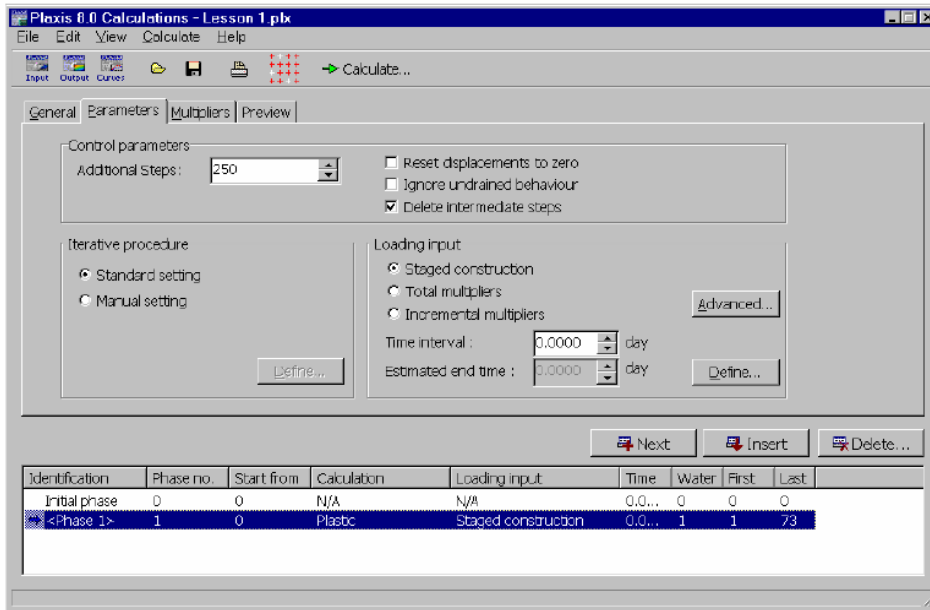 Plaxis 8.0 Calculations - Lesson 1.plx
File Edit View Calculate Help
Input Output Curves Calculate...
General Parameters Multipliers Preview
Control parameters
Additional Steps: 250
Reset displacements to zero
Ignore undrained behaviour
Delete intermediate steps
Iterative procedure
Standard setting
Manual setting
Define...
Loading input
Staged construction
Total multipliers
Incremental multipliers
Advanced...
Time interval : 0.0000 day
Estimated end time : 0.0000 day
Define...
Next Insert Delete...
Identification Phase no. Start from Calculation Loading input Time Water First Last
Initial phase 0 0 N/A N/A 0.0... 0 0 0
<Phase 1> 1 0 Plastic Staged construction 0.0... 1 1 73